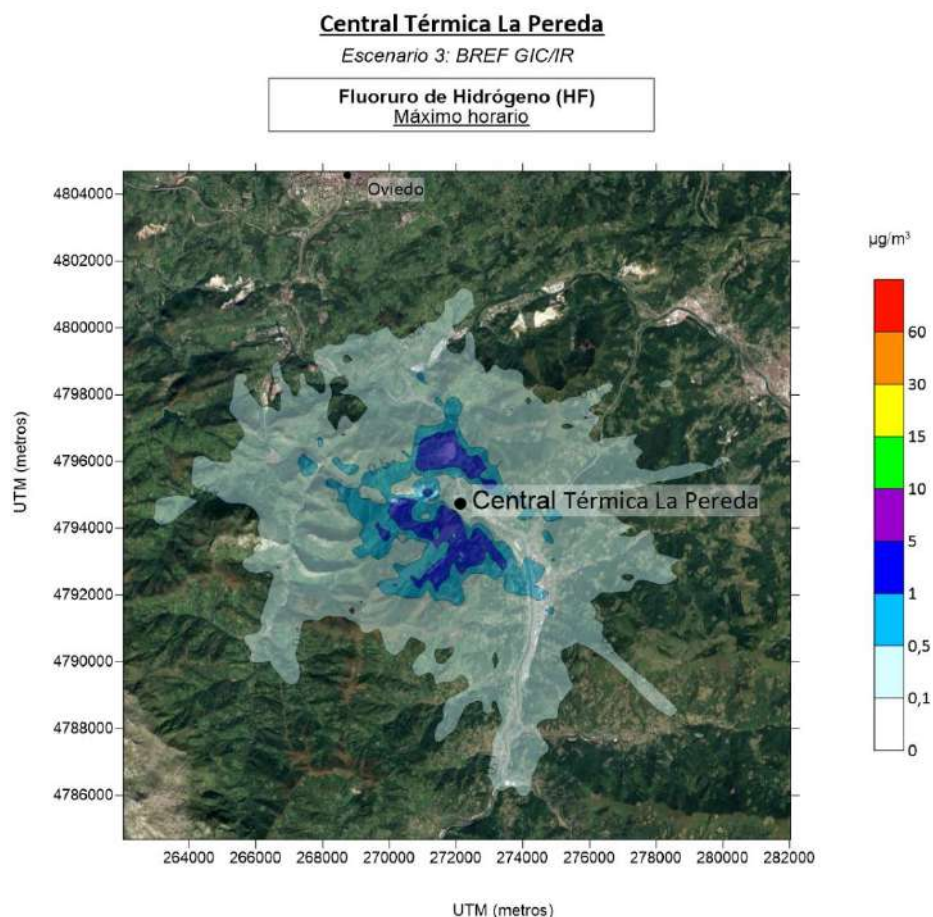 Central Térmica La Pereda
Escenario 3: BREF GIC/IR
Fluoruro de Hidrógeno (HF)
Máximo horario
4804000
4802000
4800000
4798000
4796000
4794000
4792000
4790000
4788000
4786000
UTM (metros)
Oviedo
Central Térmica La Pereda
264000 266000 268000 270000 272000 274000 276000 278000 280000 282000
UTM (metros)
µg/m³
60
30
15
10
5
1
0,5
0,1
0